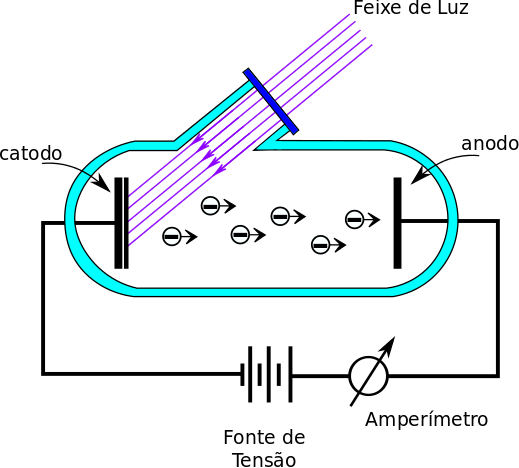 Feixe de Luz
catodo
anodo
Amperímetro
Fonte de
Tensão